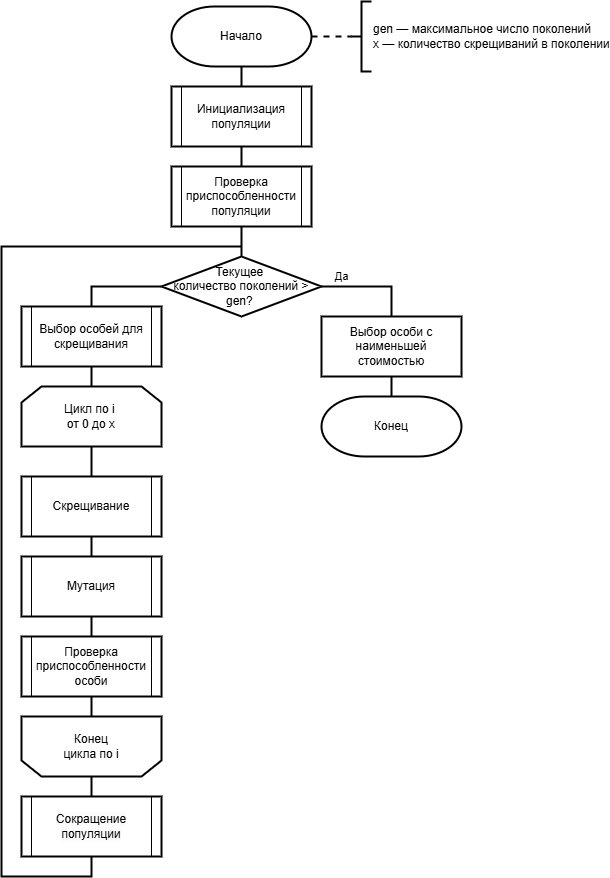 Начало
gen — максимальное число поколений
x — количество скрещиваний в поколении
Инициализация
популяции
Проверка
приспособленности
популяции
Текущее
количество поколений >
gen?
Да
Выбор особей для
скрещивания
Выбор особи с
наименьшей
стоимостью
Цикл по i
от 0 до x
Конец
Скрещивание
Мутация
Проверка
приспособленности
особи
Конец
цикла по i
Сокращение
популяции